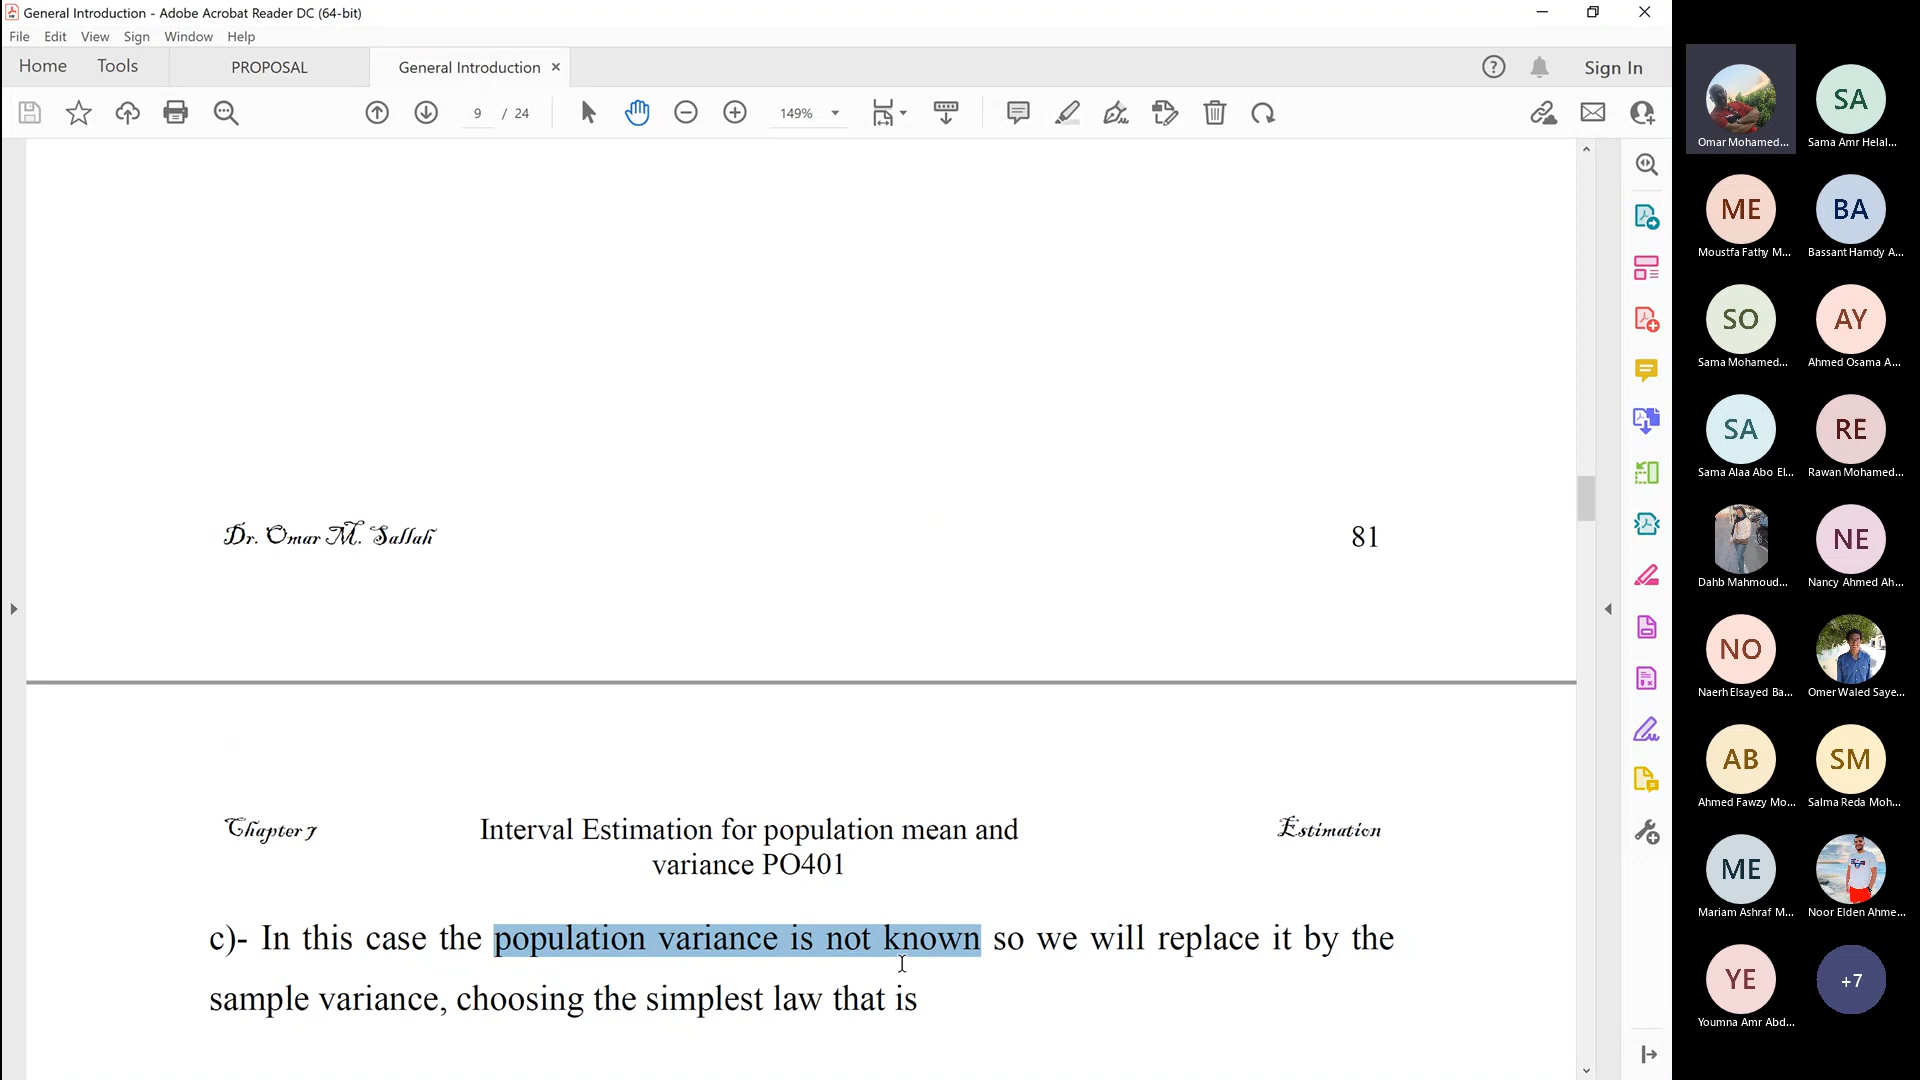 General Introduction - Adobe Acrobat Reader DC (64-bit)
File Edit View Sign Window Help
Home Tools PROPOSAL General Introduction × Sign In
9 / 24 149%
Dr. Omar M. Sallah 81
Chapter 7 Interval Estimation for population mean and Estimation
variance PO401
c)- In this case the population variance is not known so we will replace it by the
sample variance, choosing the simplest law that is
SA
Omar Mohamed... Sama Amr Helal...
ME BA
Moustfa Fathy M... Bassant Hamdy A...
SO AY
Sama Mohamed... Ahmed Osama A...
SA RE
Sama Alaa Abo El... Rawan Mohamed...
NE
Dahb Mahmoud... Nancy Ahmed Ah...
NO
Naerh Elsayed Ba... Omer Waled Saye...
AB SM
Ahmed Fawzy Mo... Salma Reda Moh...
ME
Mariam Ashraf M... Noor Elden Ahme...
YE +7
Youmna Amr Abd...